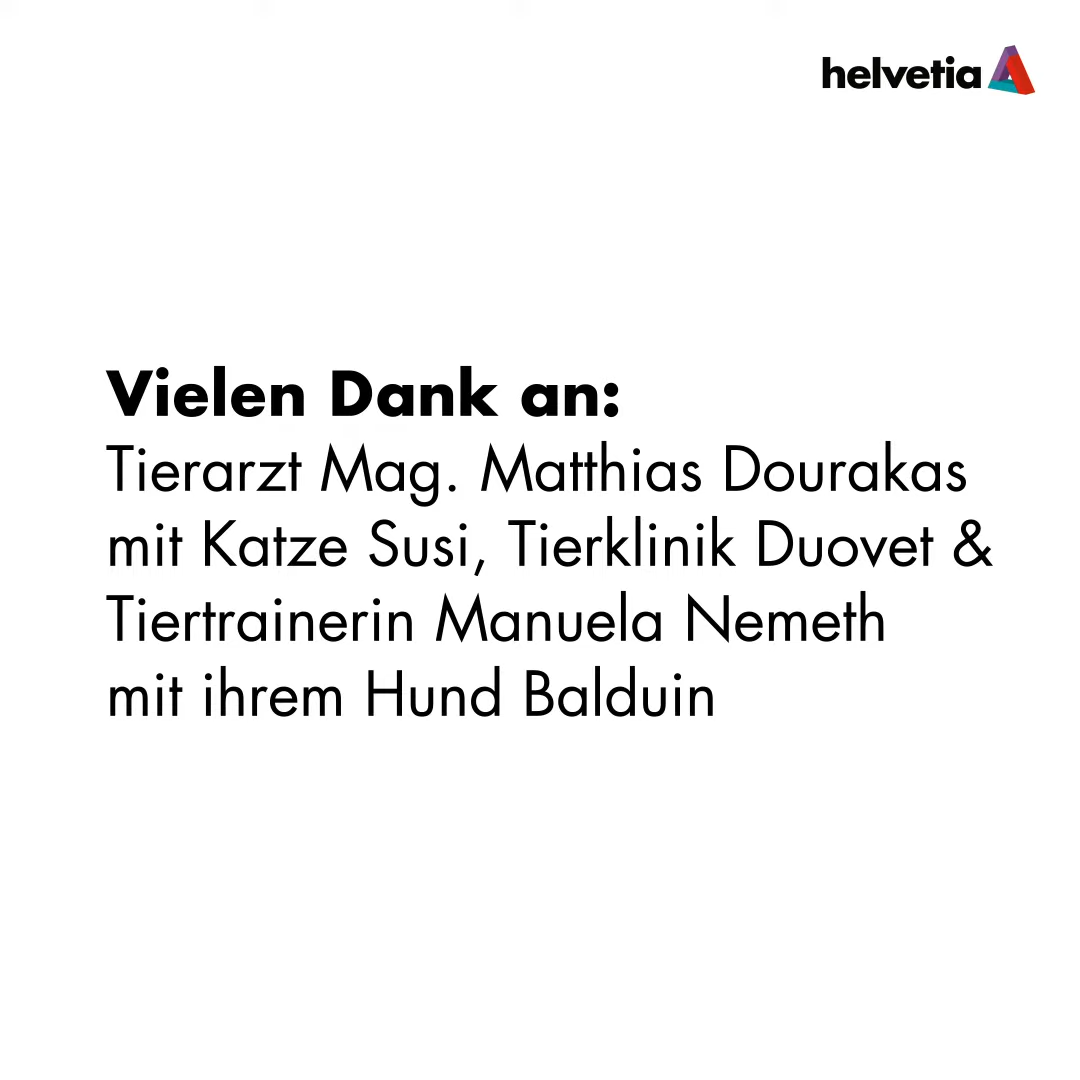 helvetia
Vielen Dank an:
Tierarzt Mag. Matthias Dourakas
mit Katze Susi, Tierklinik Duovet &
Tiertrainerin Manuela Nemeth
mit ihrem Hund Balduin